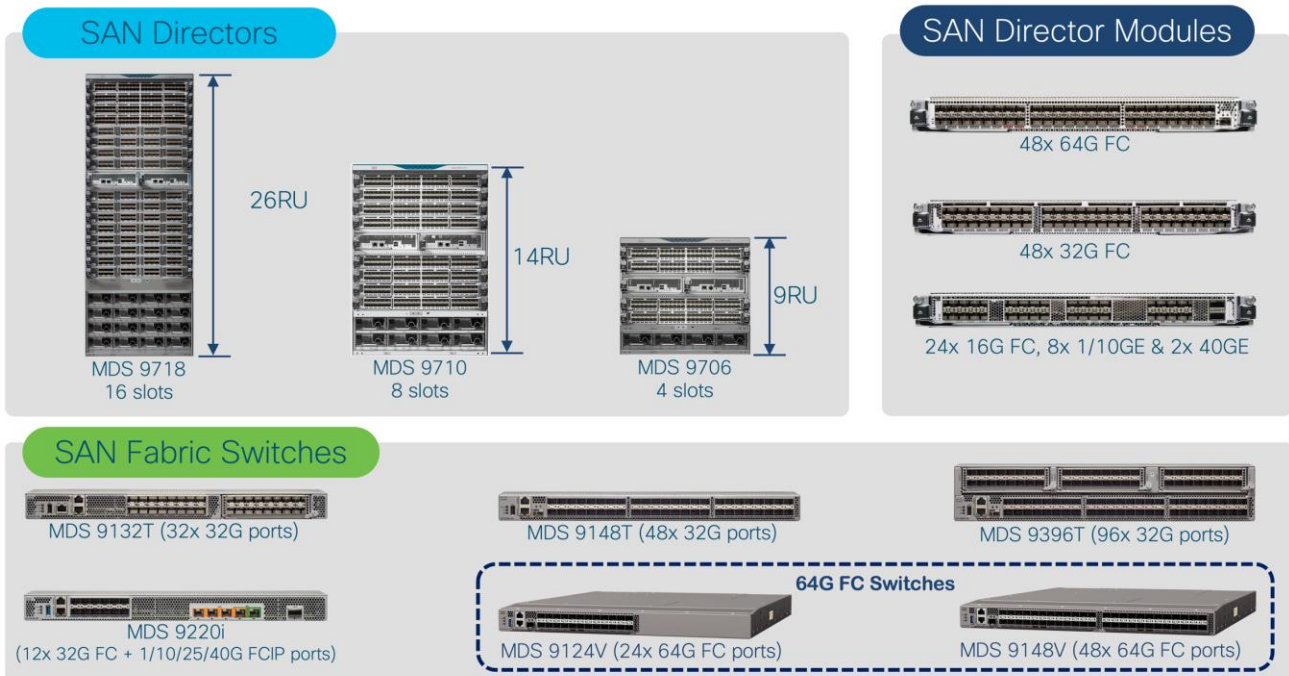 SAN Directors
26RU
MDS 9718
16 slots
14RU
MDS 9710
8 slots
9RU
MDS 9706
4 slots
SAN Director Modules
48x 64G FC
48x 32G FC
24x 16G FC, 8x 1/10GE & 2x 40GE
SAN Fabric Switches
MDS 9132T (32x 32G ports)
MDS 9148T (48x 32G ports)
MDS 9396T (96x 32G ports)
MDS 9220i
(12x 32G FC + 1/10/25/40G FCIP ports)
64G FC Switches
MDS 9124V (24x 64G FC ports)
MDS 9148V (48x 64G FC ports)